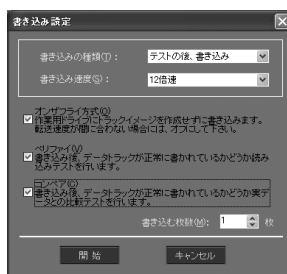 書き込み設定
書き込みの種類(T)： テストの後、書き込み
書き込み速度(S)： 12倍速
オンザフライ方式(O)
作業用ドライブにトラックイメージを作成せずに書き込みます。
転送速度が間に合わない場合には、オフにして下さい。
ベリファイ(V)
書き込み後、データトラックが正常に書かれているかどうか読み
込みテストを行います。
コンペア(C)
書き込み後、データトラックが正常に書かれているかどうか実デ
ータとの比較テストを行います。
書き込む枚数(M)： 1 枚
開始 キャンセル